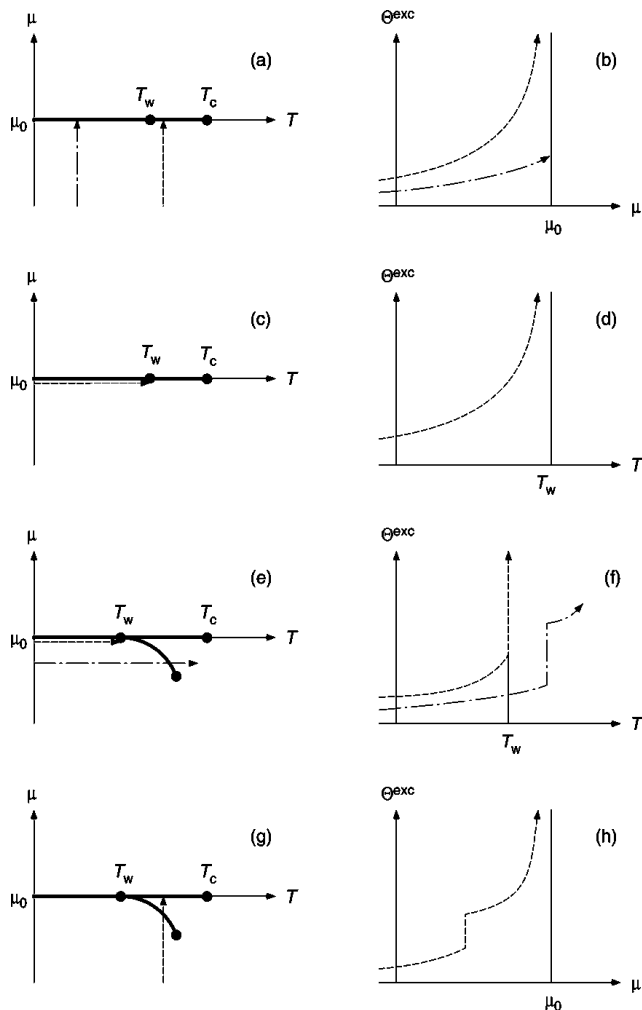 μ (a) Θexc (b)
Tw Tc
μ0 T
μ0 μ
μ (c) Θexc (d)
Tw Tc
μ0 T
Tw T
μ (e) Θexc (f)
Tw Tc
μ0 T
Tw T
μ (g) Θexc (h)
Tw Tc
μ0 T
μ0 μ